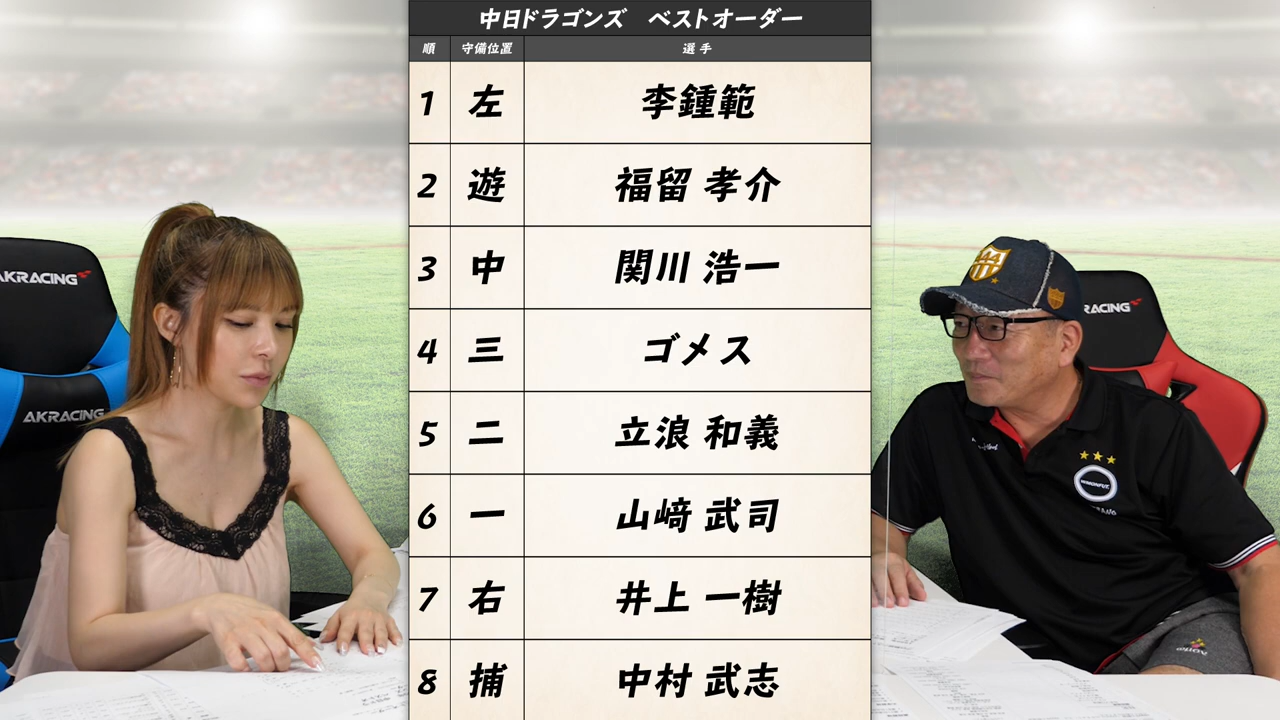 中日ドラゴンズ　ベストオーダー
順 守備位置 選手
1 左 李鍾範
2 遊 福留 孝介
3 中 関川 浩一
4 三 ゴメス
5 二 立浪 和義
6 一 山﨑 武司
7 右 井上 一樹
8 捕 中村 武志
AKRACING
AKRACING
RACING
44